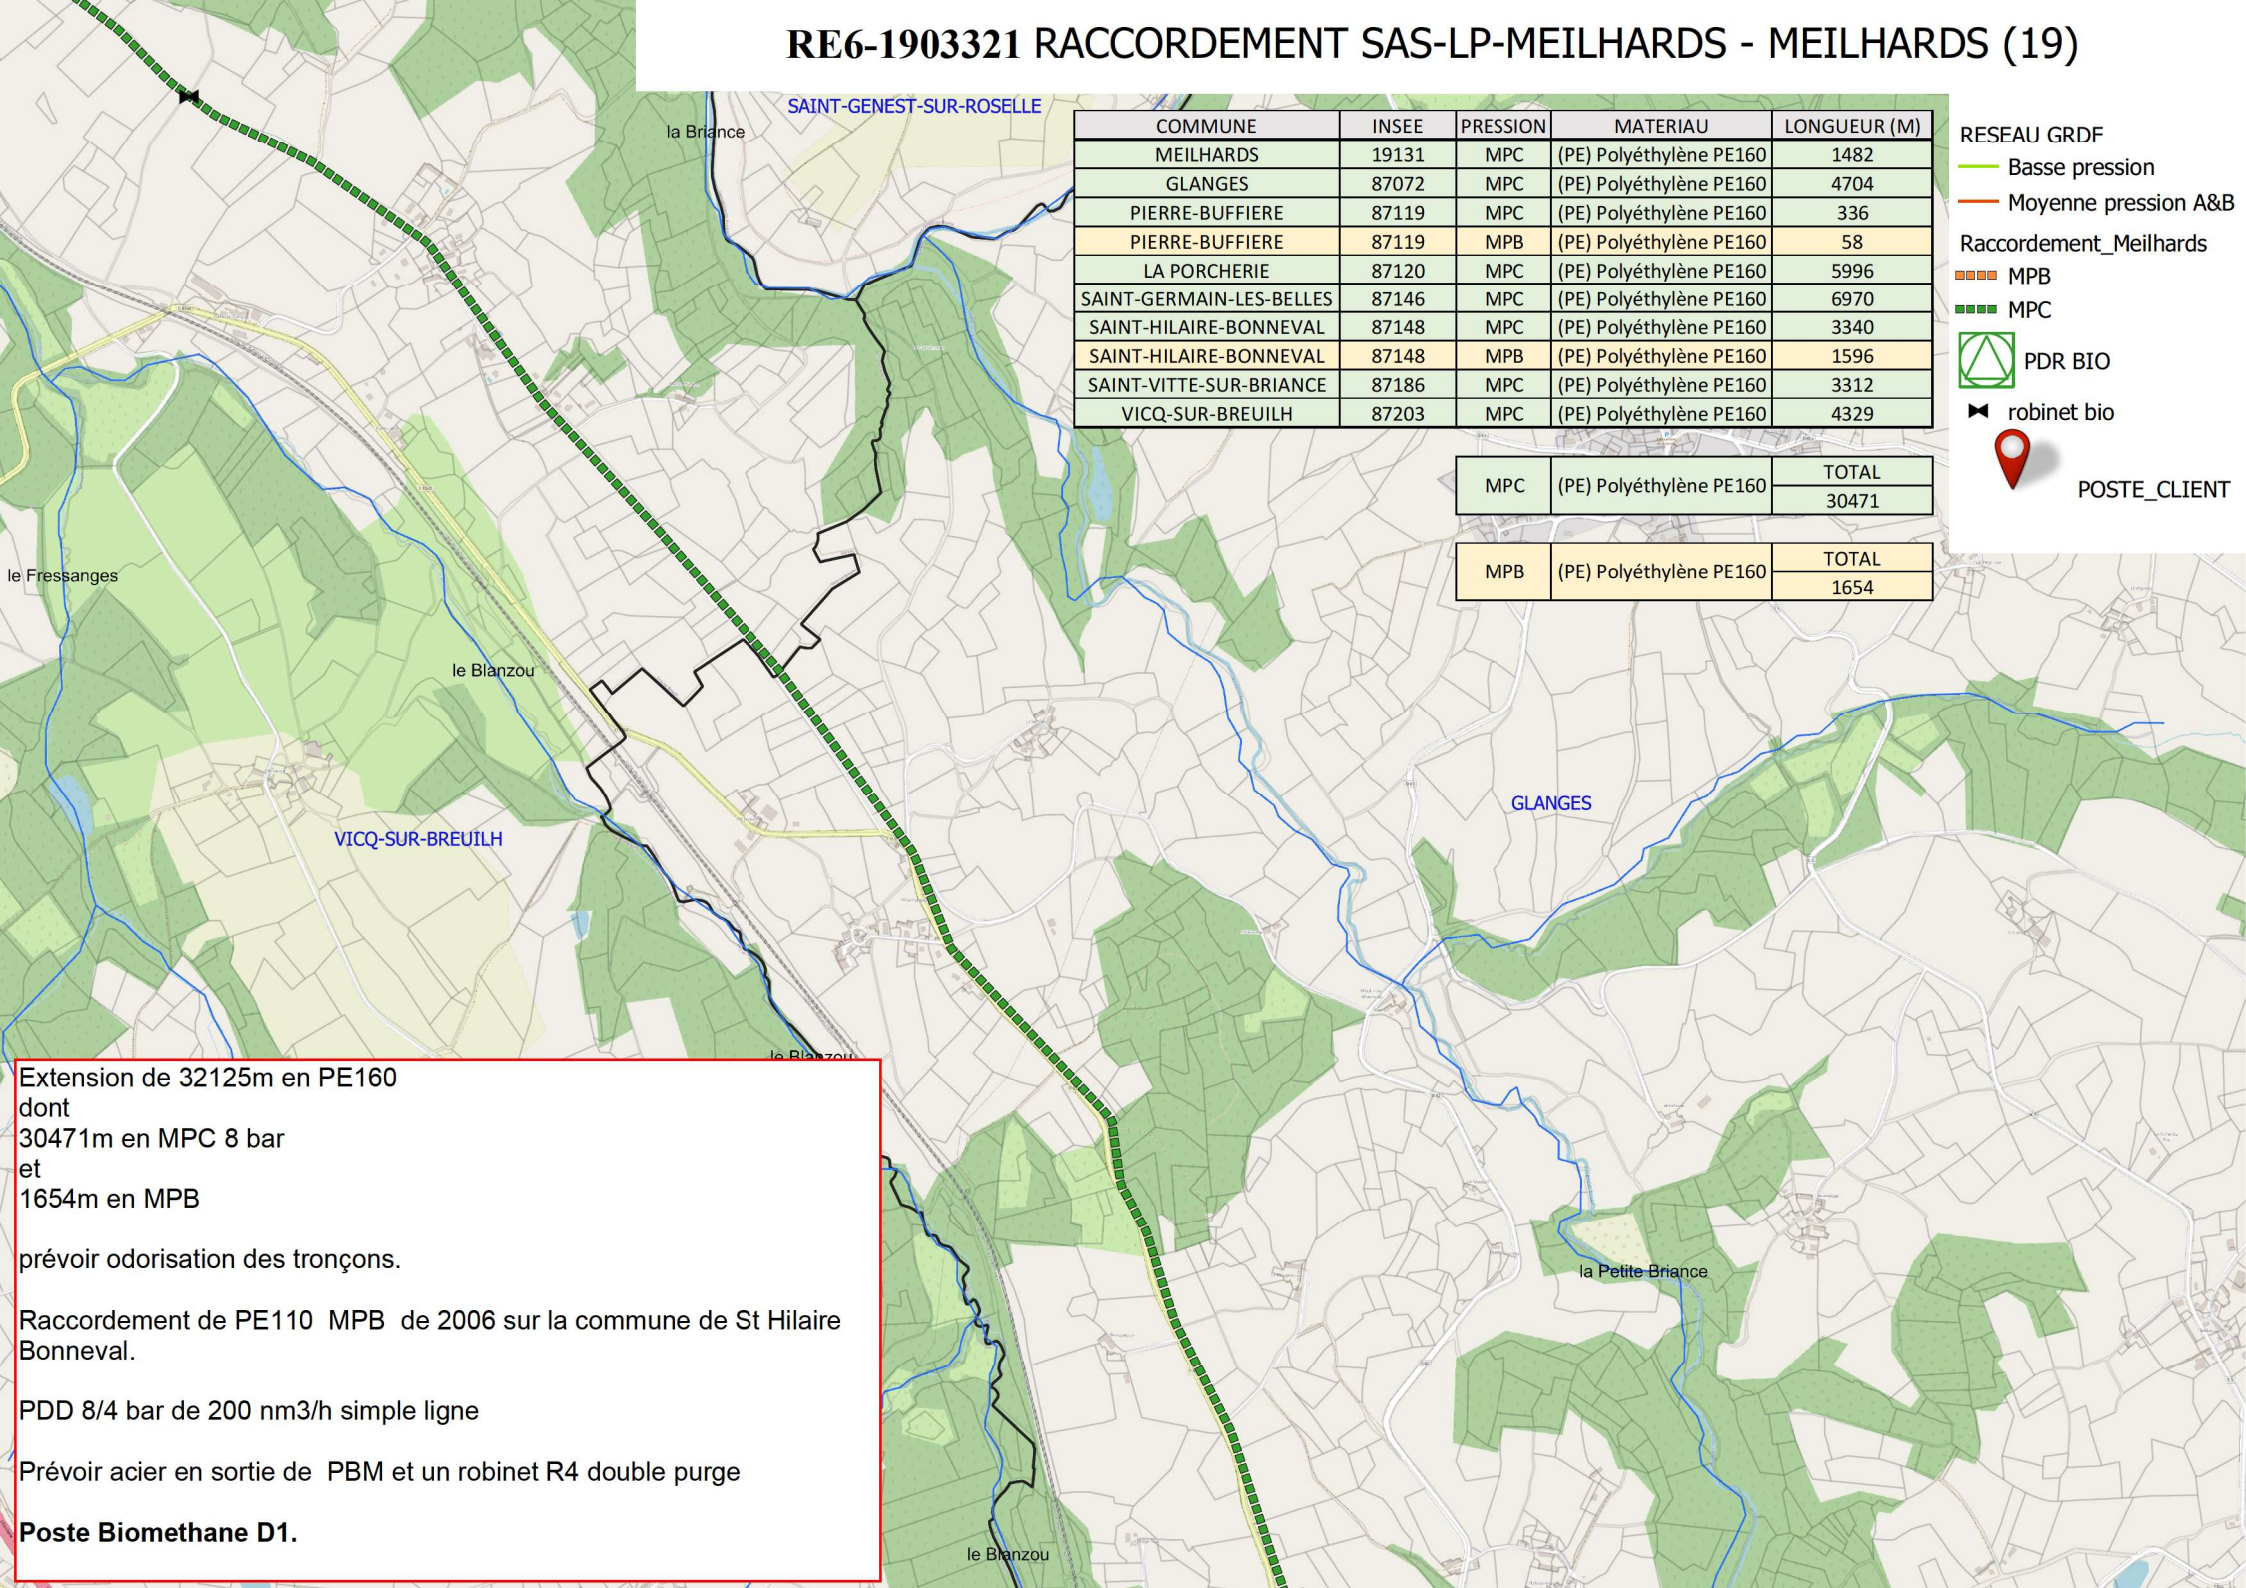 RE6-1903321 RACCORDEMENT SAS-LP-MEILHARDS - MEILHARDS (19)
SAINT-GENEST-SUR-ROSELLE
la Briance
COMMUNE INSEE PRESSION MATERIAU LONGUEUR (M)
MEILHARDS 19131 MPC (PE) Polyéthylène PE160 1482
GLANGES 87072 MPC (PE) Polyéthylène PE160 4704
PIERRE-BUFFIERE 87119 MPC (PE) Polyéthylène PE160 336
PIERRE-BUFFIERE 87119 MPB (PE) Polyéthylène PE160 58
LA PORCHERIE 87120 MPC (PE) Polyéthylène PE160 5996
SAINT-GERMAIN-LES-BELLES 87146 MPC (PE) Polyéthylène PE160 6970
SAINT-HILAIRE-BONNEVAL 87148 MPC (PE) Polyéthylène PE160 3340
SAINT-HILAIRE-BONNEVAL 87148 MPB (PE) Polyéthylène PE160 1596
SAINT-VITTE-SUR-BRIANCE 87186 MPC (PE) Polyéthylène PE160 3312
VICQ-SUR-BREUILH 87203 MPC (PE) Polyéthylène PE160 4329
MPC (PE) Polyéthylène PE160 TOTAL
30471
MPB (PE) Polyéthylène PE160 TOTAL
1654
RESEAU GRDF
Basse pression
Moyenne pression A&B
Raccordement_Meilhards
MPB
MPC
PDR BIO
robinet bio
POSTE_CLIENT
le Fressanges
le Blanzou
VICQ-SUR-BREUILH
GLANGES
le Blanzou
la Petite Briance
le Blanzou
Extension de 32125m en PE160
dont
30471m en MPC 8 bar
et
1654m en MPB
prévoir odorisation des tronçons.
Raccordement de PE110 MPB de 2006 sur la commune de St Hilaire
Bonneval.
PDD 8/4 bar de 200 nm3/h simple ligne
Prévoir acier en sortie de PBM et un robinet R4 double purge
Poste Biomethane D1.